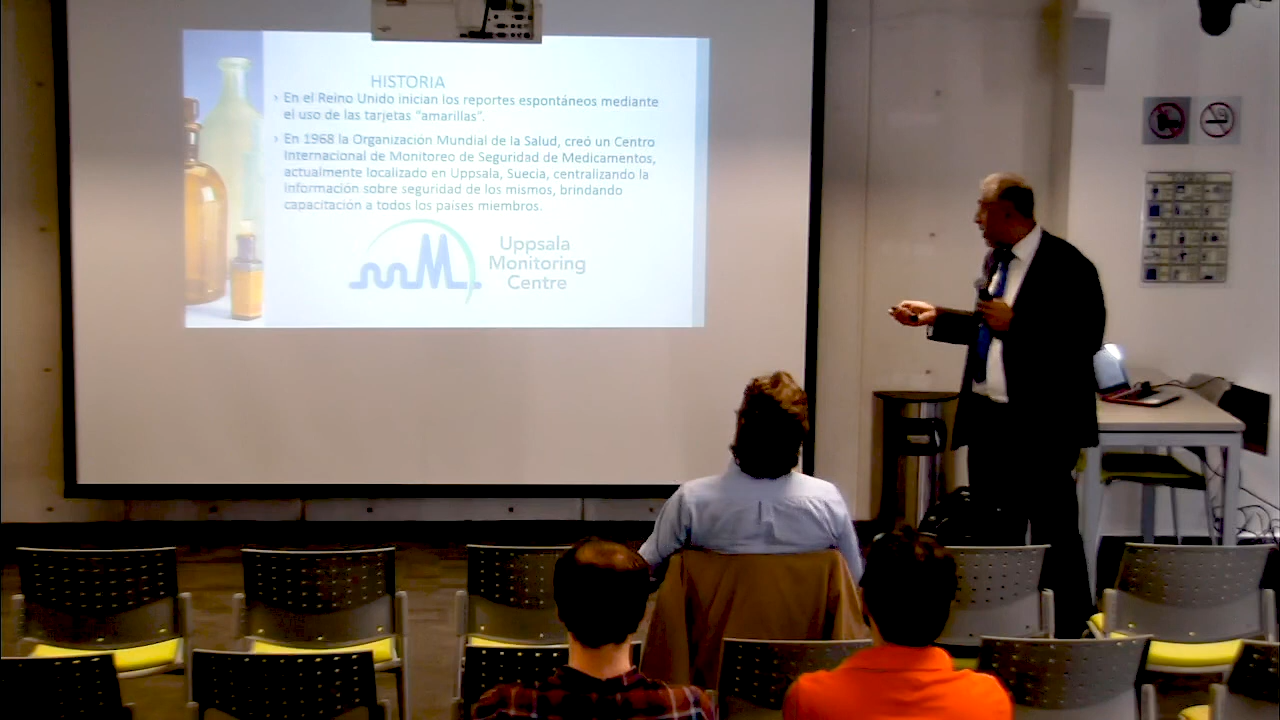 HISTORIA
› En el Reino Unido inician los reportes espontáneos mediante
el uso de las tarjetas "amarillas".
› En 1968 la Organización Mundial de la Salud, creó un Centro
Internacional de Monitoreo de Seguridad de Medicamentos,
actualmente localizado en Uppsala, Suecia, centralizando la
información sobre seguridad de los mismos, brindando
capacitación a todos los países miembros.
Uppsala
Monitoring
Centre